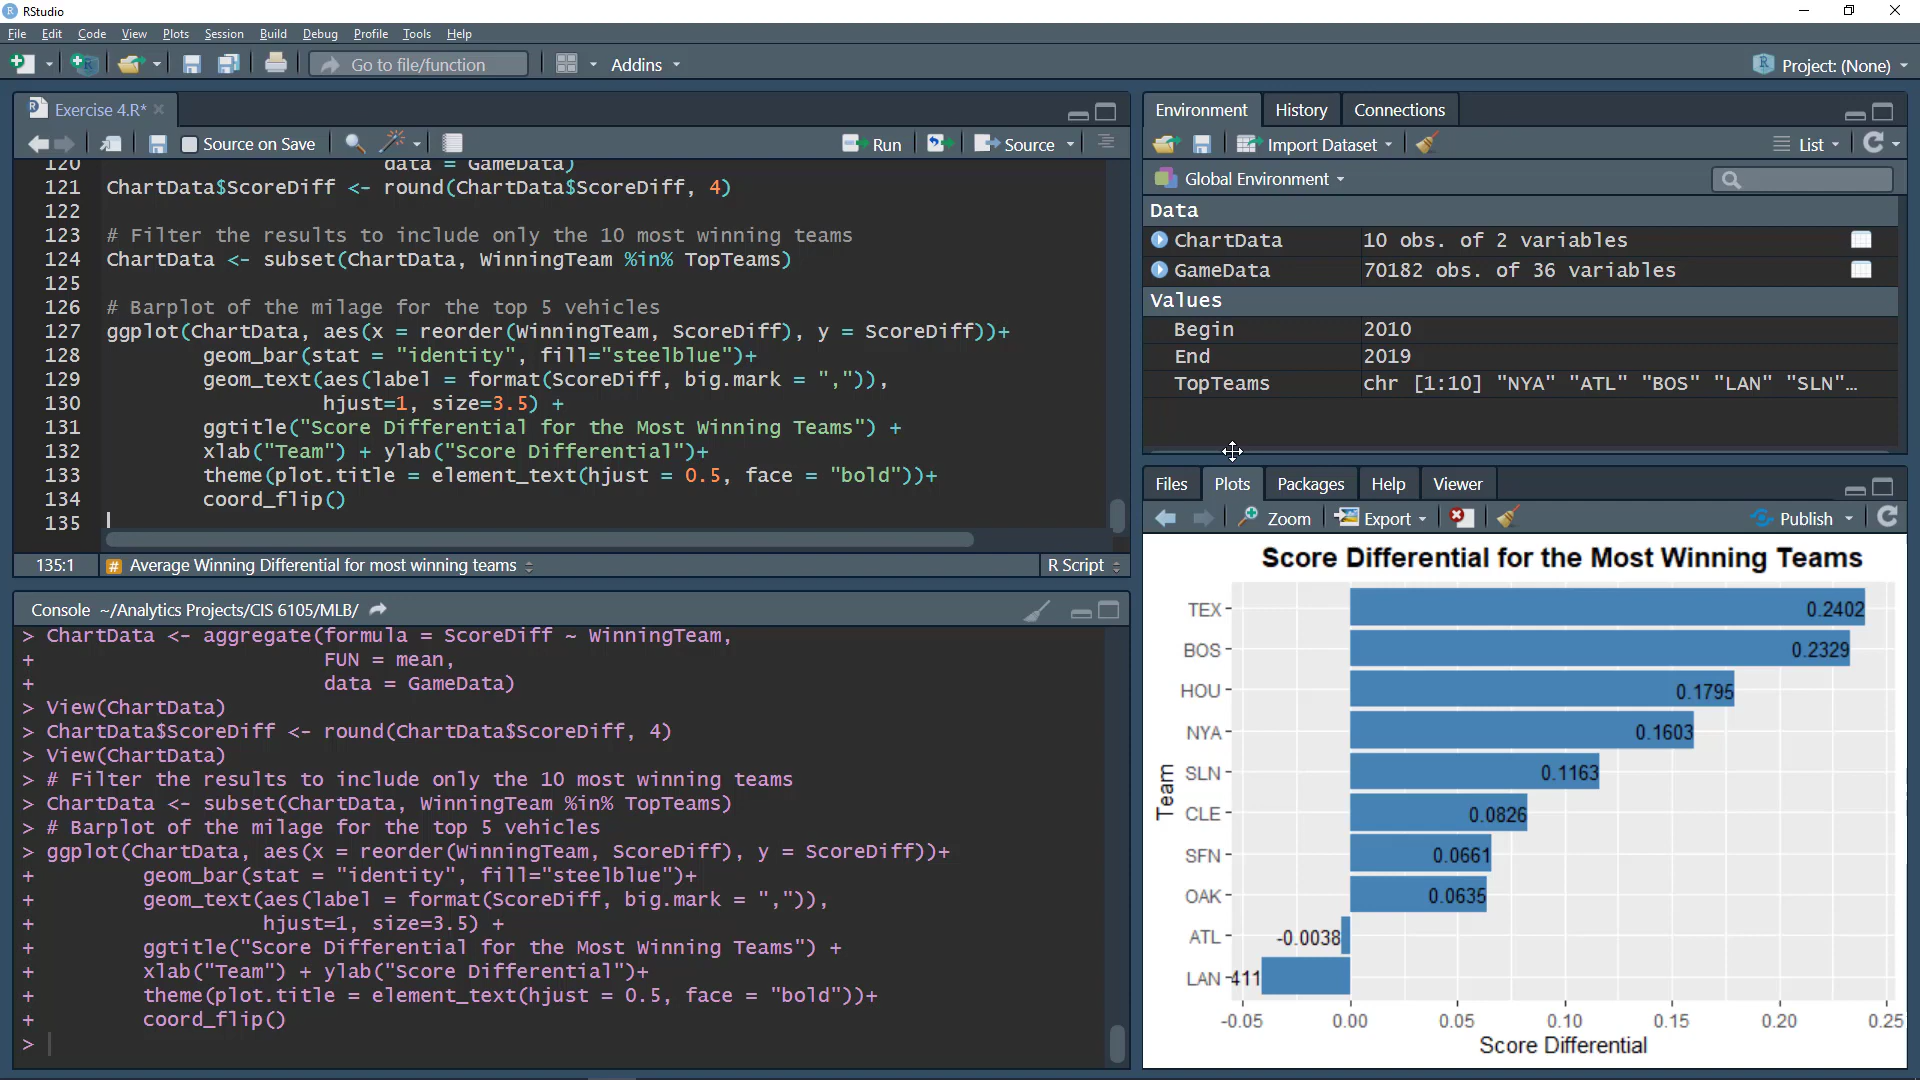 RStudio
File Edit Code View Plots Session Build Debug Profile Tools Help
Go to file/function Addins Project: (None)
Exercise 4.R*
Source on Save Run Source
120 data = GameData)
121 ChartData$ScoreDiff <- round(ChartData$ScoreDiff, 4)
122
123 # Filter the results to include only the 10 most winning teams
124 ChartData <- subset(ChartData, WinningTeam %in% TopTeams)
125
126 # Barplot of the milage for the top 5 vehicles
127 ggplot(ChartData, aes(x = reorder(WinningTeam, ScoreDiff), y = ScoreDiff))+
128 geom_bar(stat = "identity", fill="steelblue")+
129 geom_text(aes(label = format(ScoreDiff, big.mark = ",")),
130 hjust=1, size=3.5) +
131 ggtitle("Score Differential for the Most Winning Teams") +
132 xlab("Team") + ylab("Score Differential")+
133 theme(plot.title = element_text(hjust = 0.5, face = "bold"))+
134 coord_flip()
135
135:1 # Average Winning Differential for most winning teams R Script
Console ~/Analytics Projects/CIS 6105/MLB/
> ChartData <- aggregate(formula = ScoreDiff ~ WinningTeam,
+ FUN = mean,
+ data = GameData)
> View(ChartData)
> ChartData$ScoreDiff <- round(ChartData$ScoreDiff, 4)
> View(ChartData)
> # Filter the results to include only the 10 most winning teams
> ChartData <- subset(ChartData, WinningTeam %in% TopTeams)
> # Barplot of the milage for the top 5 vehicles
> ggplot(ChartData, aes(x = reorder(WinningTeam, ScoreDiff), y = ScoreDiff))+
+ geom_bar(stat = "identity", fill="steelblue")+
+ geom_text(aes(label = format(ScoreDiff, big.mark = ",")),
+ hjust=1, size=3.5) +
+ ggtitle("Score Differential for the Most Winning Teams") +
+ xlab("Team") + ylab("Score Differential")+
+ theme(plot.title = element_text(hjust = 0.5, face = "bold"))+
+ coord_flip()
>
Environment History Connections
Import Dataset List
Global Environment
Data
ChartData 10 obs. of 2 variables
GameData 70182 obs. of 36 variables
Values
Begin 2010
End 2019
TopTeams chr [1:10] "NYA" "ATL" "BOS" "LAN" "SLN"…
Files Plots Packages Help Viewer
Zoom Export Publish
Score Differential for the Most Winning Teams
TEX 0.2402
BOS 0.2329
HOU 0.1795
NYA 0.1603
SLN 0.1163
CLE 0.0826
SFN 0.0661
OAK 0.0635
ATL -0.0038
LAN 411
Team
-0.05 0.00 0.05 0.10 0.15 0.20 0.25
Score Differential